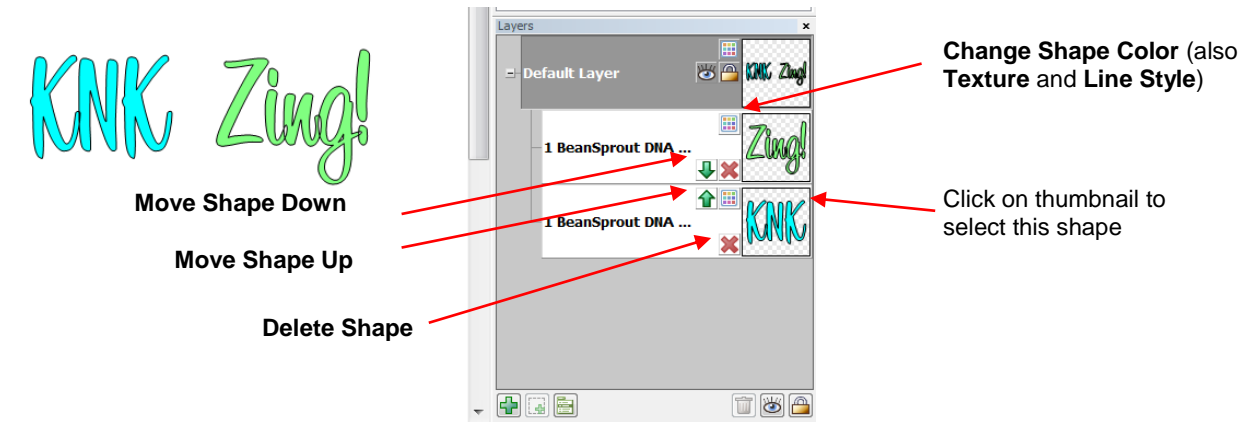 KNK Zing!
Layers
x
Default Layer
KNK Zing!
1 BeanSprout DNA ...
Zing!
1 BeanSprout DNA ...
KNK
Change Shape Color (also
Texture and Line Style)
Move Shape Down
Move Shape Up
Delete Shape
Click on thumbnail to
select this shape